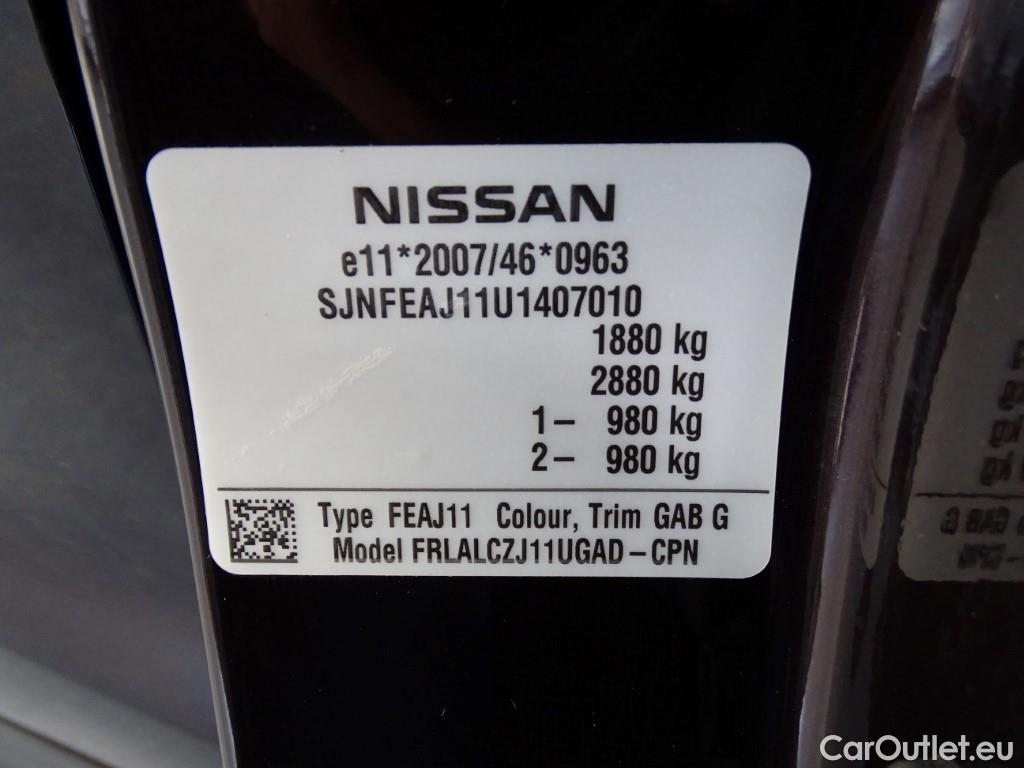 NISSAN
e11*2007/46*0963
SJNFEAJ11U1407010
1880 kg
2880 kg
1– 980 kg
2– 980 kg
Type FEAJ11 Colour, Trim GAB G
Model FRLALCZJ11UGAD–CPN
CarOutlet.eu